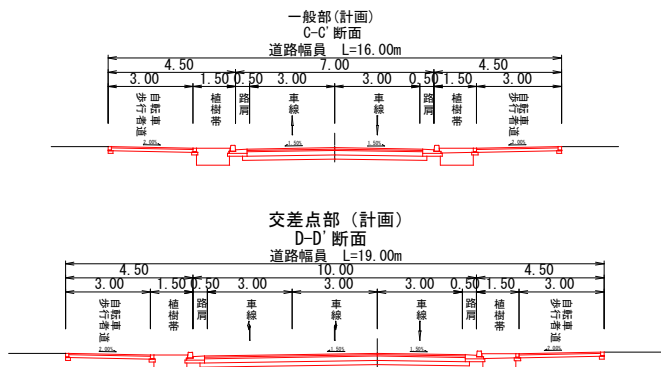 一般部(計画)
C-C'断面
道路幅員 L=16.00m
4.50 7.00 4.50
3.00 1.50 0.50 3.00 3.00 0.50 1.50 3.00
自転車歩行者道 植樹帯 路肩 車線 車線 路肩 植樹帯 自転車歩行者道
2.00% 1.50% 1.50% 2.00%
交差点部(計画)
D-D'断面
道路幅員 L=19.00m
4.50 10.00 4.50
3.00 1.50 0.50 3.00 3.00 3.00 0.50 1.50 3.00
自転車歩行者道 植樹帯 路肩 車線 車線 車線 路肩 植樹帯 自転車歩行者道
2.00% 1.50% 1.50% 2.00%